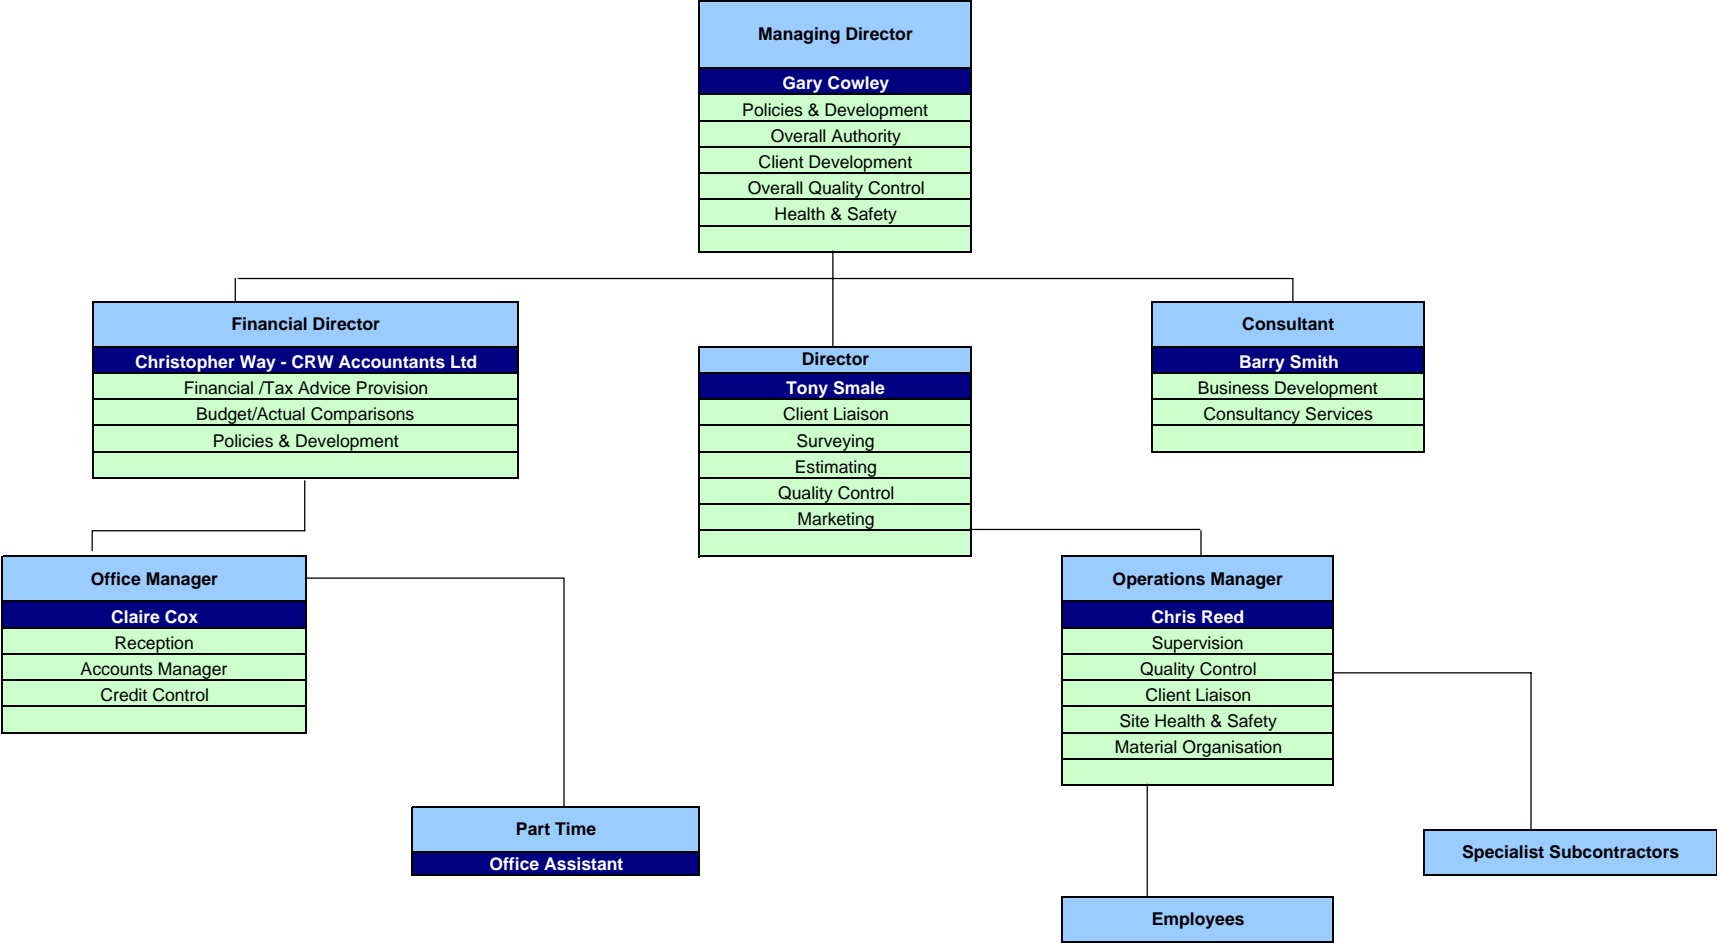 Managing Director
Gary Cowley
Policies & Development
Overall Authority
Client Development
Overall Quality Control
Health & Safety
Financial Director
Christopher Way - CRW Accountants Ltd
Financial /Tax Advice Provision
Budget/Actual Comparisons
Policies & Development
Director
Tony Smale
Client Liaison
Surveying
Estimating
Quality Control
Marketing
Consultant
Barry Smith
Business Development
Consultancy Services
Office Manager
Claire Cox
Reception
Accounts Manager
Credit Control
Operations Manager
Chris Reed
Supervision
Quality Control
Client Liaison
Site Health & Safety
Material Organisation
Part Time
Office Assistant
Specialist Subcontractors
Employees